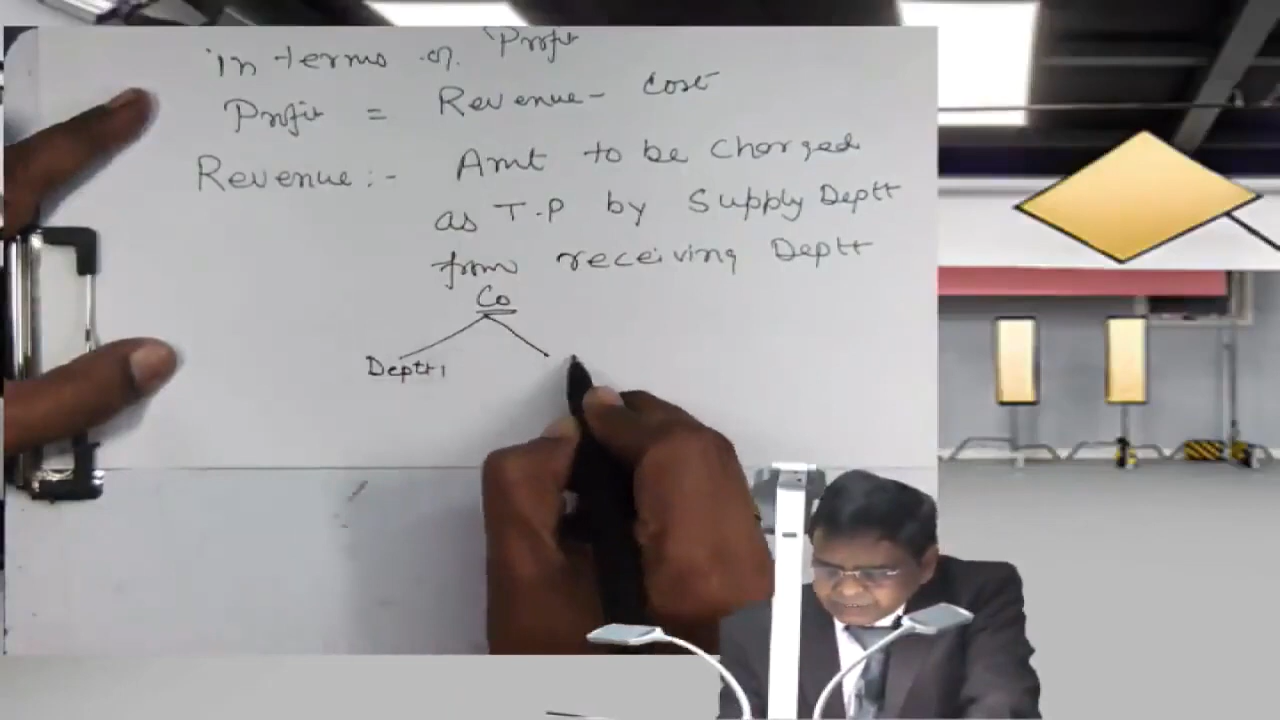 in terms of Profit
Profit = Revenue - Cost
Revenue :- Amt to be charged
as T.P by Supply Deptt
from receiving Deptt
Co
Deptt 1